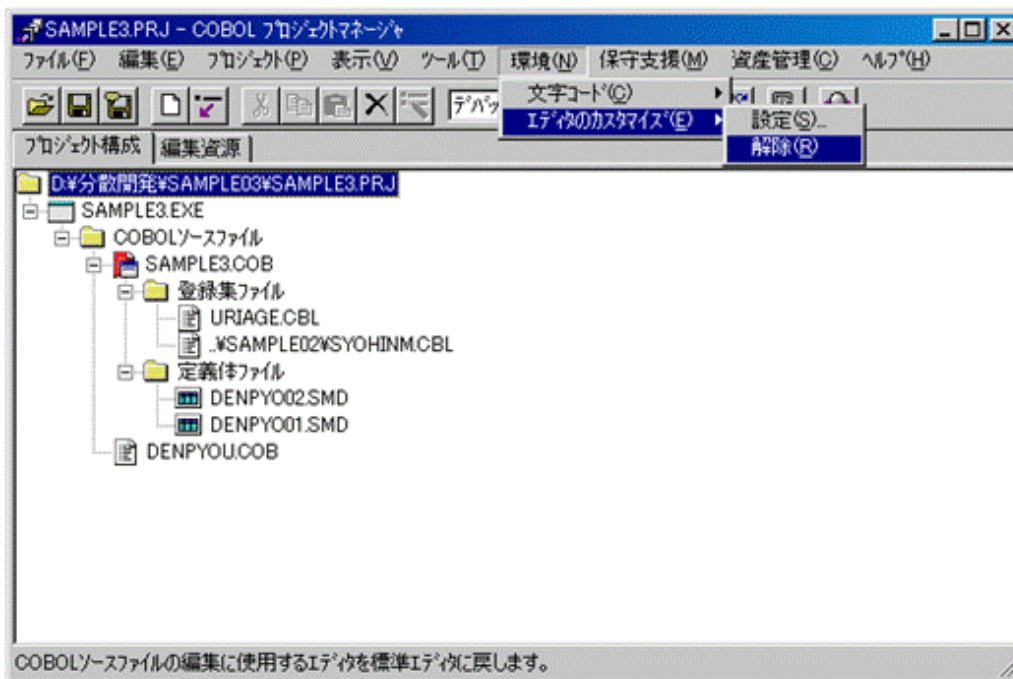 SAMPLE3.PRJ - COBOL ﾌﾟﾛｼﾞｪｸﾄﾏﾈｰｼﾞｬ
ﾌｧｲﾙ(F) 編集(E) ﾌﾟﾛｼﾞｪｸﾄ(P) 表示(V) ﾂｰﾙ(T) 環境(N) 保守支援(M) 資産管理(C) ﾍﾙﾌﾟ(H)
ﾃﾞﾊﾞｯ
文字ｺｰﾄﾞ(C)
ｴﾃﾞｨﾀのｶｽﾀﾏｲｽﾞ(E)
設定(S)...
解除(R)
ﾌﾟﾛｼﾞｪｸﾄ構成 編集資源
D:¥分散開発¥SAMPLE03¥SAMPLE3.PRJ
SAMPLE3.EXE
COBOLｿｰｽﾌｧｲﾙ
SAMPLE3.COB
登録集ﾌｧｲﾙ
URIAGE.CBL
..¥SAMPLE02¥SYOHINM.CBL
定義体ﾌｧｲﾙ
DENPYO02.SMD
DENPYO01.SMD
DENPYOU.COB
COBOLｿｰｽﾌｧｲﾙの編集に使用するｴﾃﾞｨﾀを標準ｴﾃﾞｨﾀに戻します。